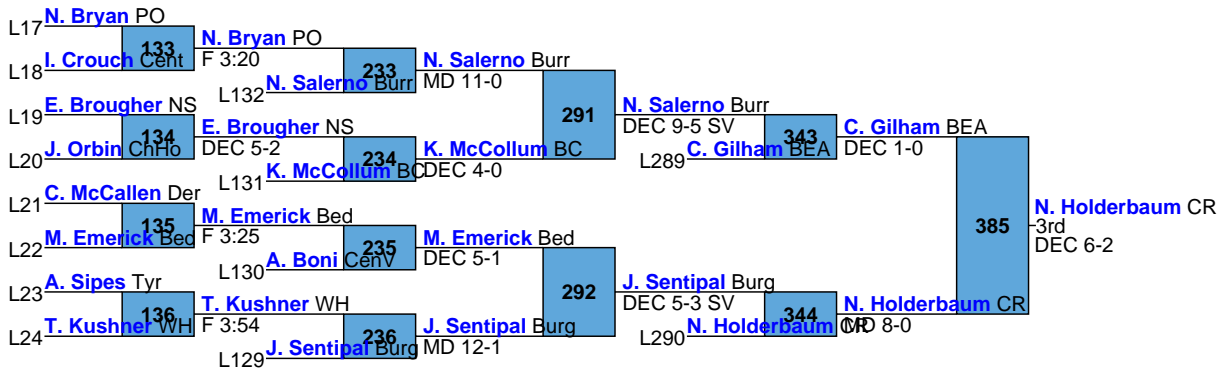 L17 N. Bryan PO
133
L18 I. Crouch Cent
N. Bryan PO
F 3:20
233
L132 N. Salerno Burr
N. Salerno Burr
MD 11-0
L19 E. Brougher NS
134
L20 J. Orbin ChHo
E. Brougher NS
DEC 5-2
234
L131 K. McCollum BC
K. McCollum BC
DEC 4-0
291
N. Salerno Burr
DEC 9-5 SV
343
L289 C. Gilham BEA
C. Gilham BEA
DEC 1-0
L21 C. McCallen Der
135
L22 M. Emerick Bed
M. Emerick Bed
F 3:25
235
L130 A. Boni CenV
M. Emerick Bed
DEC 5-1
L23 A. Sipes Tyr
136
L24 T. Kushner WH
T. Kushner WH
F 3:54
236
L129 J. Sentipal Burg
J. Sentipal Burg
MD 12-1
292
J. Sentipal Burg
DEC 5-3 SV
344
L290 N. Holderbaum CR
N. Holderbaum CR
MD 8-0
385
N. Holderbaum CR
3rd
DEC 6-2